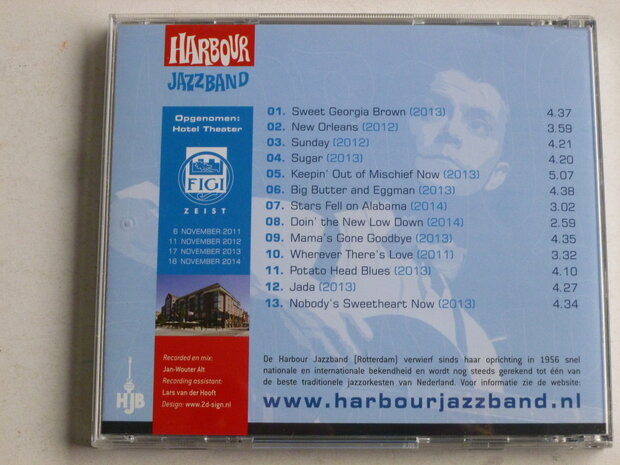 HARBOUR
JAZZBAND
Opgenomen:
Hotel Theater
FIGI
ZEIST
6 NOVEMBER 2011
11 NOVEMBER 2012
17 NOVEMBER 2013
16 NOVEMBER 2014
01. Sweet Georgia Brown (2013) 4.37
02. New Orleans (2012) 3.59
03. Sunday (2012) 4.21
04. Sugar (2013) 4.20
05. Keepin' Out of Mischief Now (2013) 5.07
06. Big Butter and Eggman (2013) 4.38
07. Stars Fell on Alabama (2014) 3.02
08. Doin' the New Low Down (2014) 2.59
09. Mama's Gone Goodbye (2013) 4.35
10. Wherever There's Love (2011) 3.32
11. Potato Head Blues (2013) 4.10
12. Jada (2013) 4.27
13. Nobody's Sweetheart Now (2013) 4.34
Recorded en mix:
Jan-Wouter Alt
Recording assistant:
Lars van der Hooft
Design: www.2d-sign.nl
HJB
De Harbour Jazzband (Rotterdam) verwierf sinds haar oprichting in 1956 snel
nationale en internationale bekendheid en wordt nog steeds gerekend tot één van
de beste traditionele jazzorkesten van Nederland. Voor informatie zie de website:
www.harbourjazzband.nl